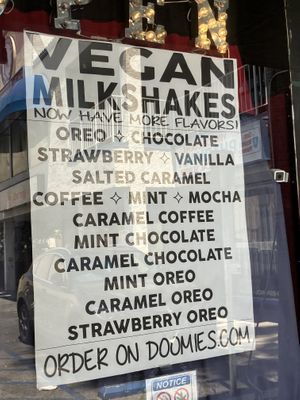 PEN
VEGAN
MILKSHAKES
NOW HAVE MORE FLAVORS!
OREO ✧ CHOCOLATE
STRAWBERRY ✧ VANILLA
SALTED CARAMEL
COFFEE ✧ MINT ✧ MOCHA
CARAMEL COFFEE
MINT CHOCOLATE
CARAMEL CHOCOLATE
MINT OREO
CARAMEL OREO
STRAWBERRY OREO
ORDER ON DOOMIES.COM
NOTICE